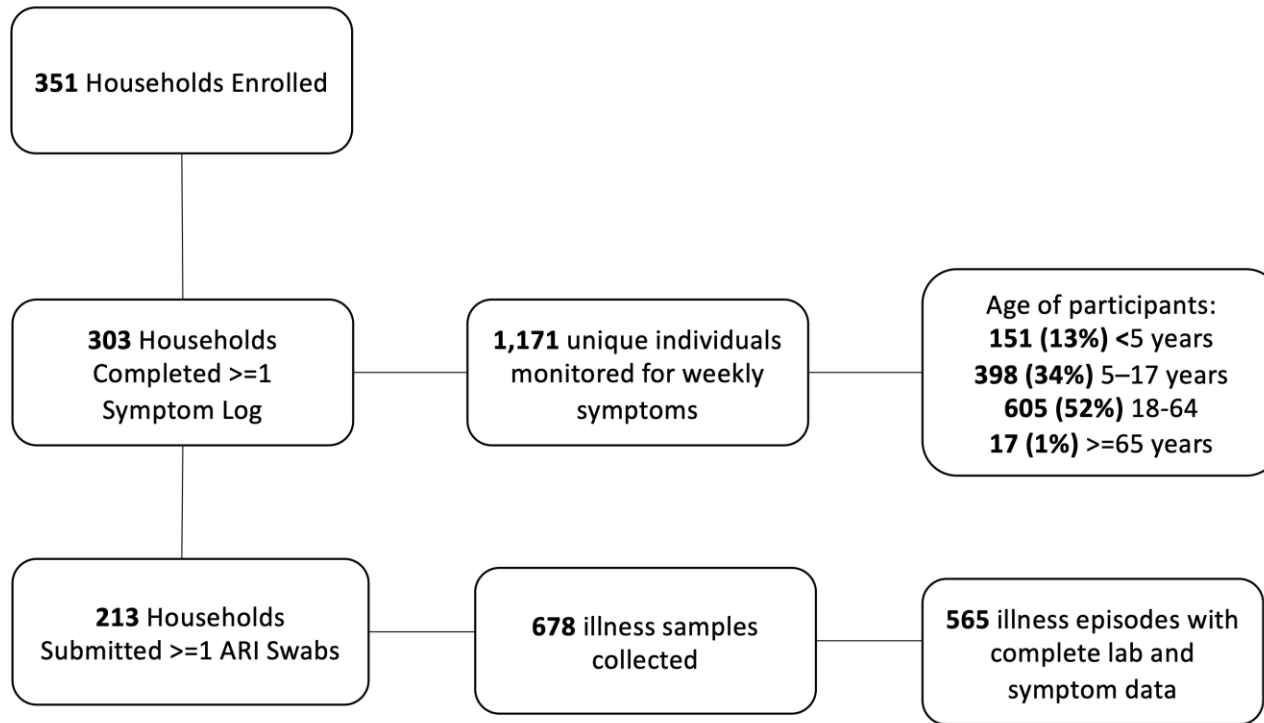 351 Households Enrolled
303 Households
Completed >=1
Symptom Log
1,171 unique individuals
monitored for weekly
symptoms
Age of participants:
151 (13%) <5 years
398 (34%) 5–17 years
605 (52%) 18-64
17 (1%) >=65 years
213 Households
Submitted >=1 ARI Swabs
678 illness samples
collected
565 illness episodes with
complete lab and
symptom data